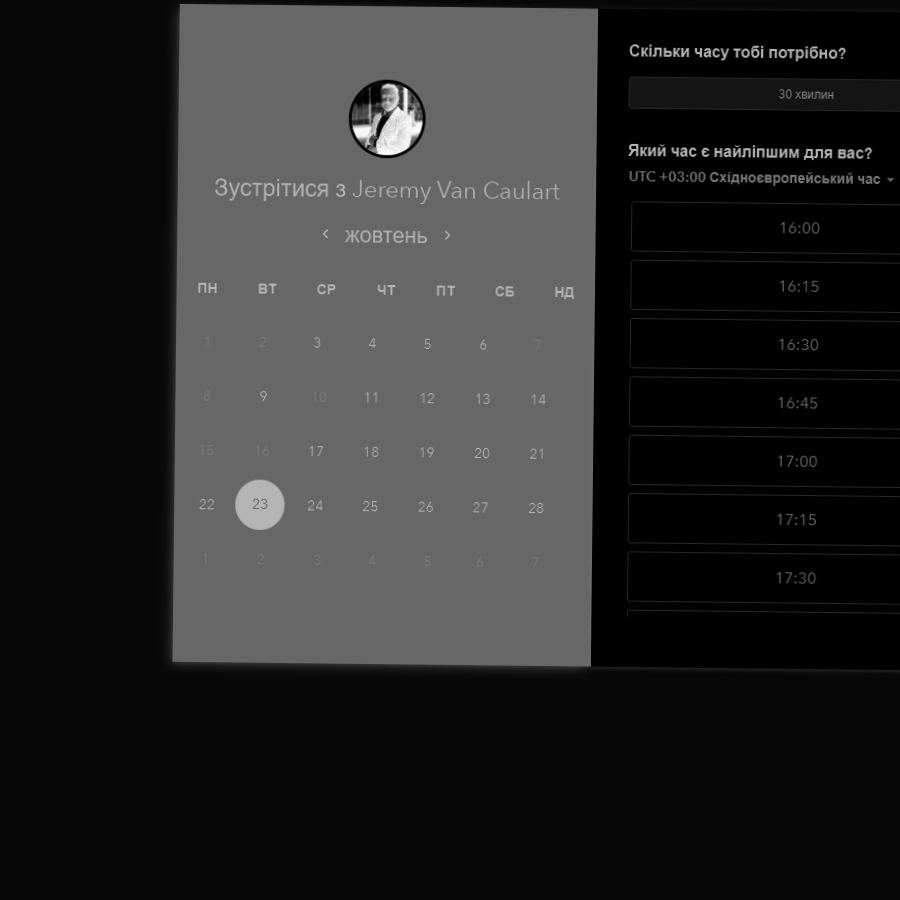 Зустрітися з Jeremy Van Caulart
жовтень
ПН ВТ СР ЧТ ПТ СБ НД
1 2 3 4 5 6 7
8 9 10 11 12 13 14
15 16 17 18 19 20 21
22 23 24 25 26 27 28
1 2 3 4 5 6 7
Скільки часу тобі потрібно?
30 хвилин
Який час є найліпшим для вас?
UTC +03:00 Східноєвропейський час
16:00
16:15
16:30
16:45
17:00
17:15
17:30